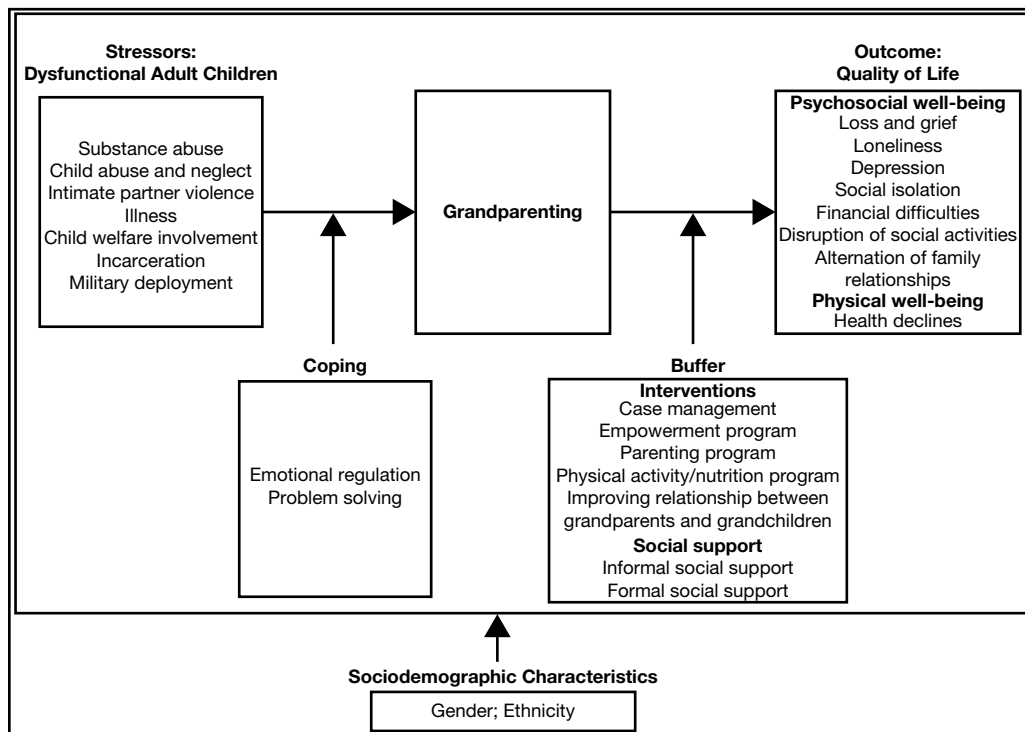 Stressors:
Dysfunctional Adult Children
Substance abuse
Child abuse and neglect
Intimate partner violence
Illness
Child welfare involvement
Incarceration
Military deployment
Grandparenting
Outcome:
Quality of Life
Psychosocial well-being
Loss and grief
Loneliness
Depression
Social isolation
Financial difficulties
Disruption of social activities
Alternation of family
relationships
Physical well-being
Health declines
Coping
Emotional regulation
Problem solving
Buffer
Interventions
Case management
Empowerment program
Parenting program
Physical activity/nutrition program
Improving relationship between
grandparents and grandchildren
Social support
Informal social support
Formal social support
Sociodemographic Characteristics
Gender; Ethnicity